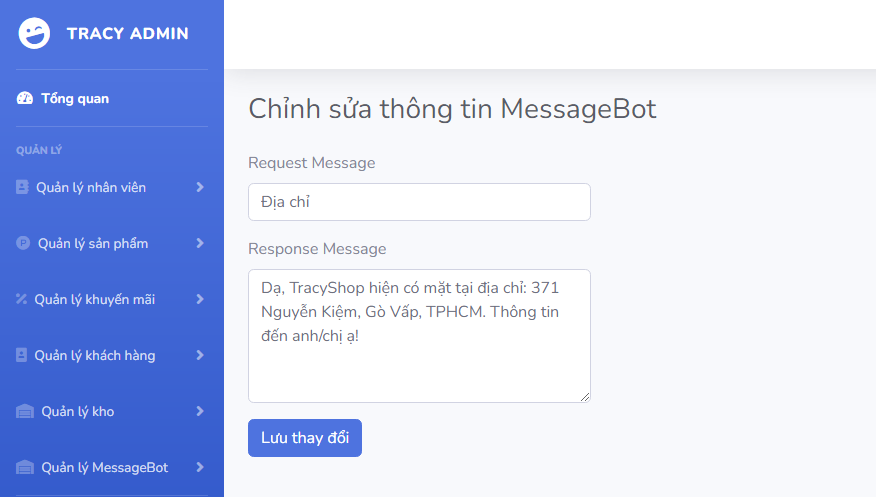 TRACY ADMIN
Tổng quan
QUẢN LÝ
Quản lý nhân viên
Quản lý sản phẩm
Quản lý khuyến mãi
Quản lý khách hàng
Quản lý kho
Quản lý MessageBot
Chỉnh sửa thông tin MessageBot
Request Message
Địa chỉ
Response Message
Dạ, TracyShop hiện có mặt tại địa chỉ: 371
Nguyễn Kiệm, Gò Vấp, TPHCM. Thông tin
đến anh/chị ạ!
Lưu thay đổi